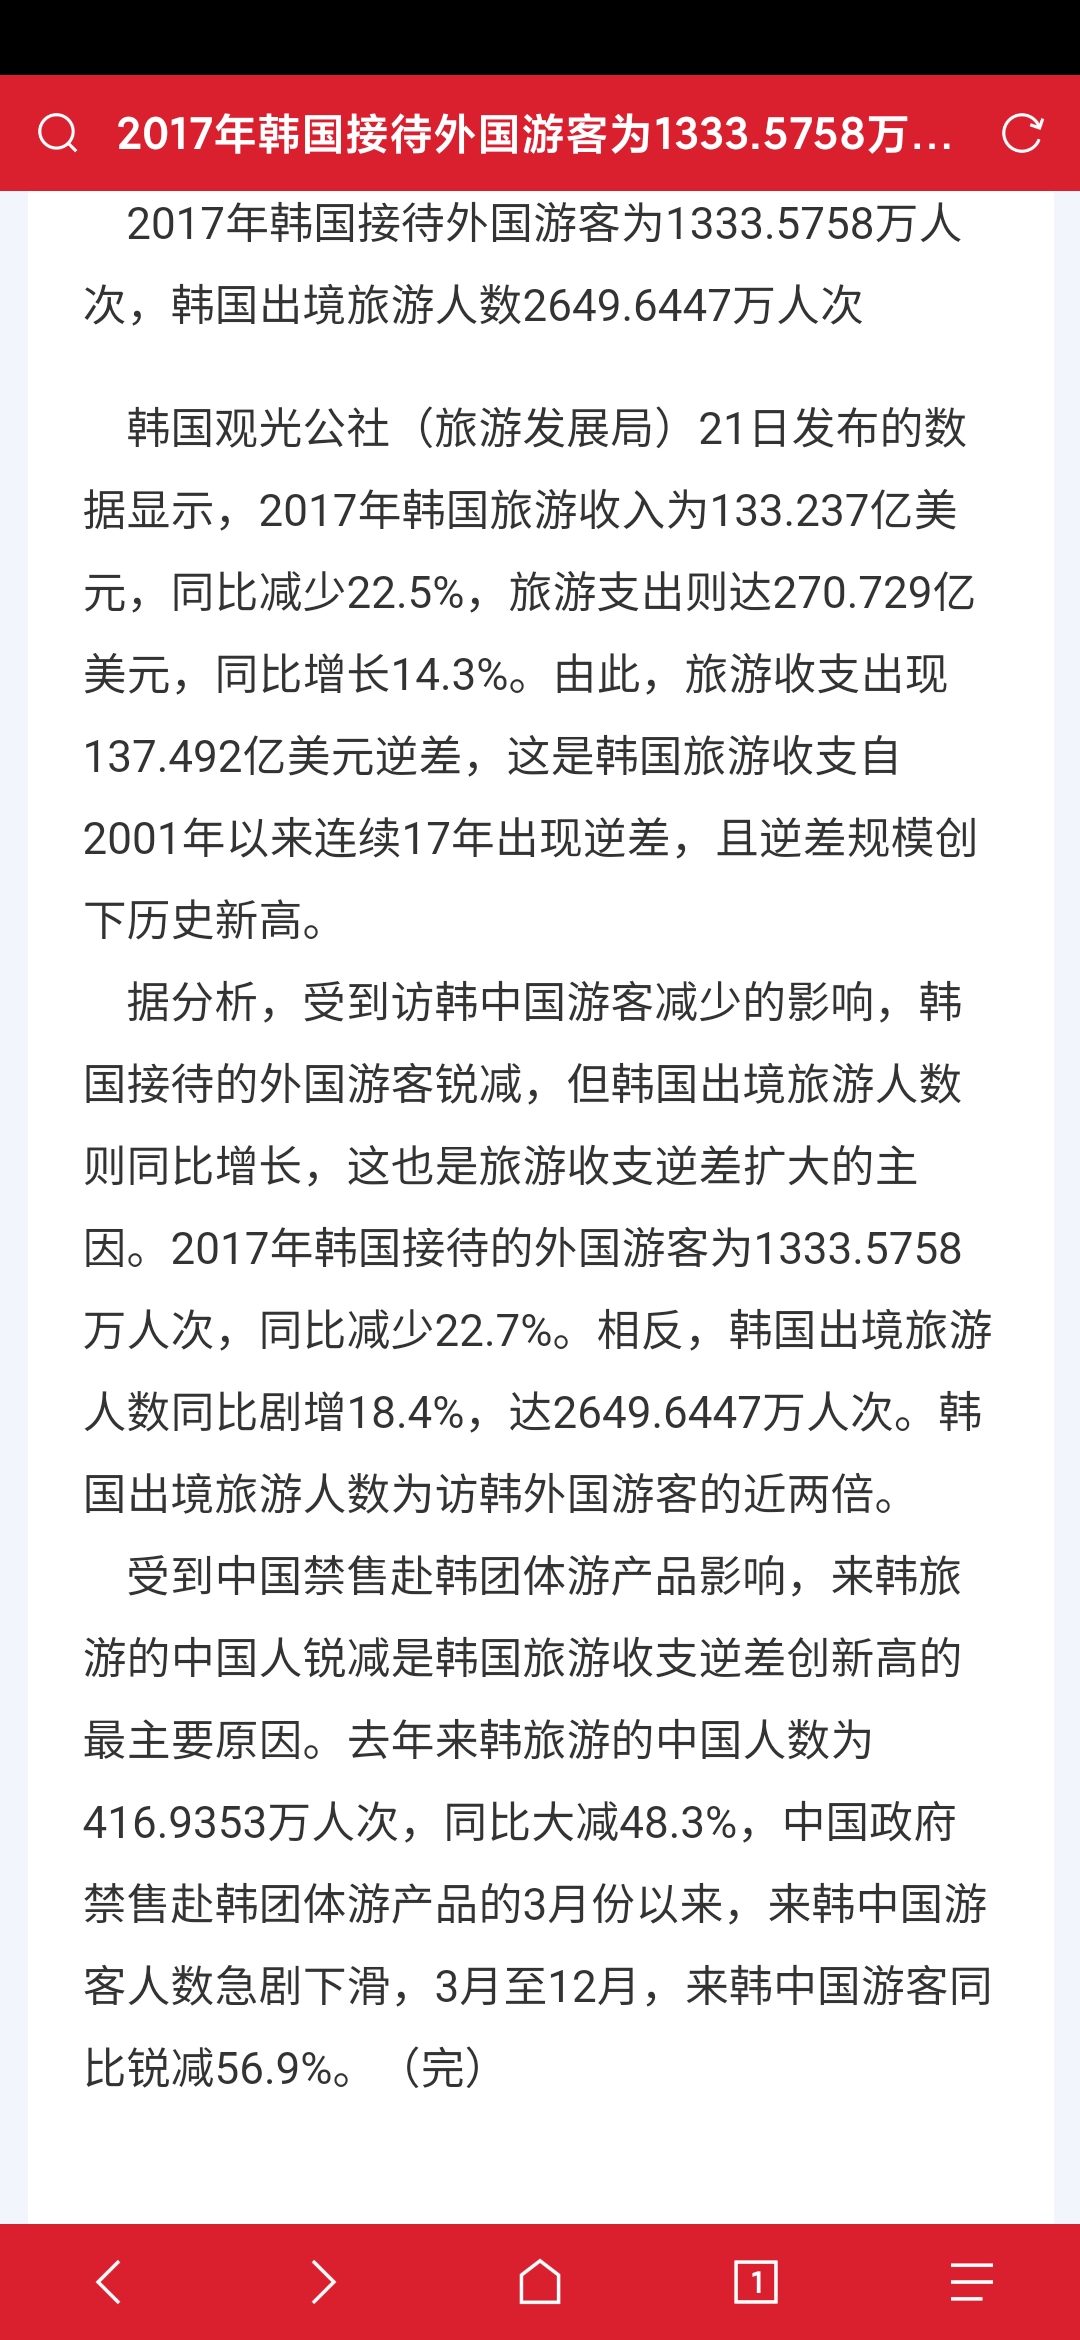 2017年韩国接待外国游客为1333.5758万...
2017年韩国接待外国游客为1333.5758万人
次，韩国出境旅游人数2649.6447万人次
韩国观光公社（旅游发展局）21日发布的数
据显示，2017年韩国旅游收入为133.237亿美
元，同比减少22.5%，旅游支出则达270.729亿
美元，同比增长14.3%。由此，旅游收支出现
137.492亿美元逆差，这是韩国旅游收支自
2001年以来连续17年出现逆差，且逆差规模创
下历史新高。
据分析，受到访韩中国游客减少的影响，韩
国接待的外国游客锐减，但韩国出境旅游人数
则同比增长，这也是旅游收支逆差扩大的主
因。2017年韩国接待的外国游客为1333.5758
万人次，同比减少22.7%。相反，韩国出境旅游
人数同比剧增18.4%，达2649.6447万人次。韩
国出境旅游人数为访韩外国游客的近两倍。
受到中国禁售赴韩团体游产品影响，来韩旅
游的中国人锐减是韩国旅游收支逆差创新高的
最主要原因。去年来韩旅游的中国人数为
416.9353万人次，同比大减48.3%，中国政府
禁售赴韩团体游产品的3月份以来，来韩中国游
客人数急剧下滑，3月至12月，来韩中国游客同
比锐减56.9%。（完）
1